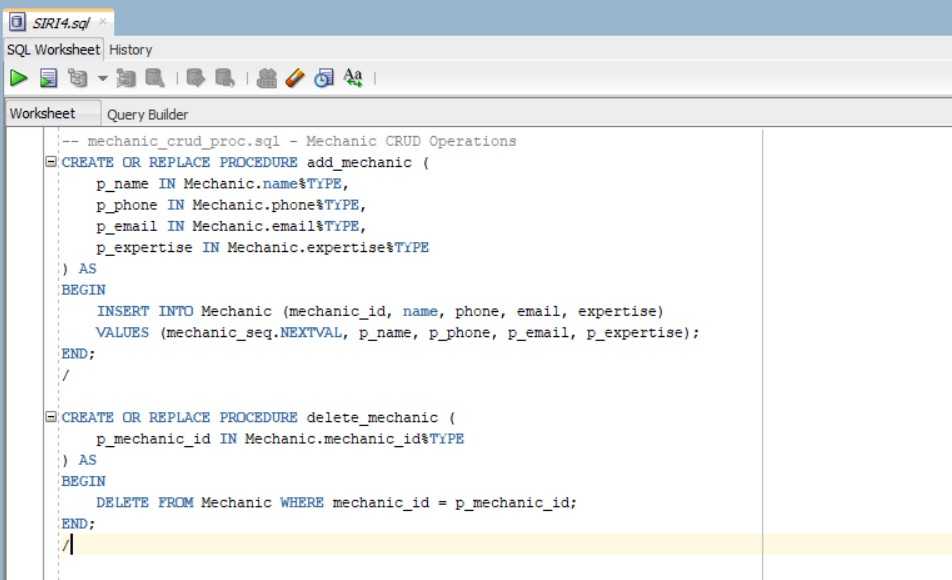 SIRI4.sql
SQL Worksheet History
Aa
Worksheet Query Builder
-- mechanic_crud_proc.sql - Mechanic CRUD Operations
CREATE OR REPLACE PROCEDURE add_mechanic (
    p_name IN Mechanic.name%TYPE,
    p_phone IN Mechanic.phone%TYPE,
    p_email IN Mechanic.email%TYPE,
    p_expertise IN Mechanic.expertise%TYPE
) AS
BEGIN
    INSERT INTO Mechanic (mechanic_id, name, phone, email, expertise)
    VALUES (mechanic_seq.NEXTVAL, p_name, p_phone, p_email, p_expertise);
END;
/
CREATE OR REPLACE PROCEDURE delete_mechanic (
    p_mechanic_id IN Mechanic.mechanic_id%TYPE
) AS
BEGIN
    DELETE FROM Mechanic WHERE mechanic_id = p_mechanic_id;
END;
/